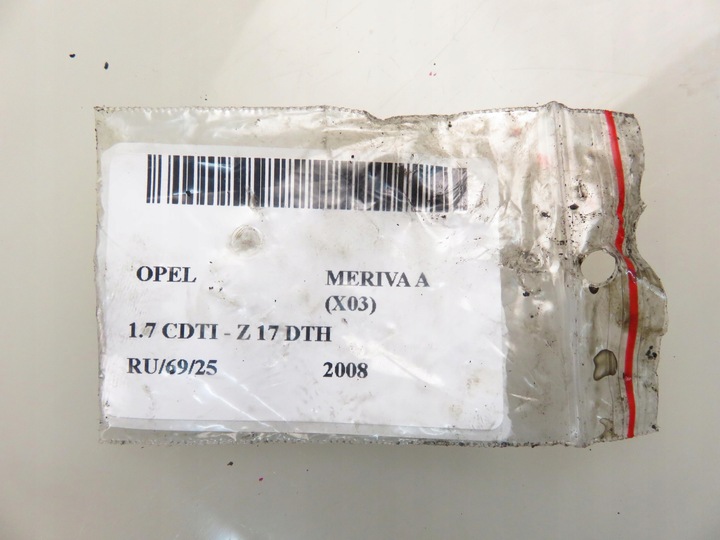 OPEL MERIVA A
(X03)
1.7 CDTI - Z 17 DTH
RU/69/25 2008